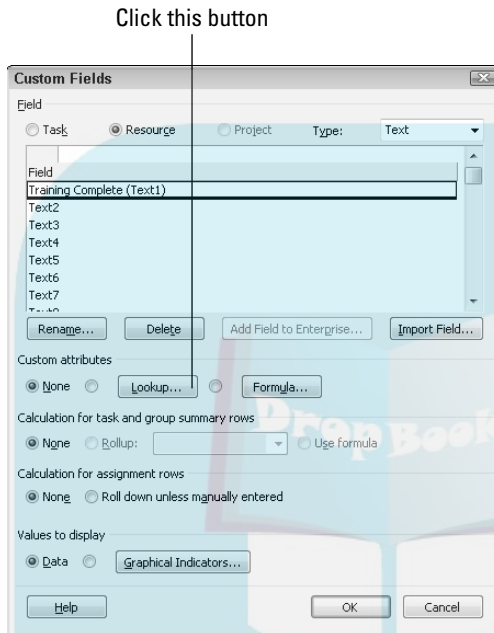 Click this button
Custom Fields
Field
Task Resource Project Type: Text
Field
Training Complete (Text1)
Text2
Text3
Text4
Text5
Text6
Text7
Rename... Delete Add Field to Enterprise... Import Field...
Custom attributes
None Lookup... Formula...
Calculation for task and group summary rows
None Rollup: Use formula
Calculation for assignment rows
None Roll down unless manually entered
Values to display
Data Graphical Indicators...
Help OK Cancel
DropBook